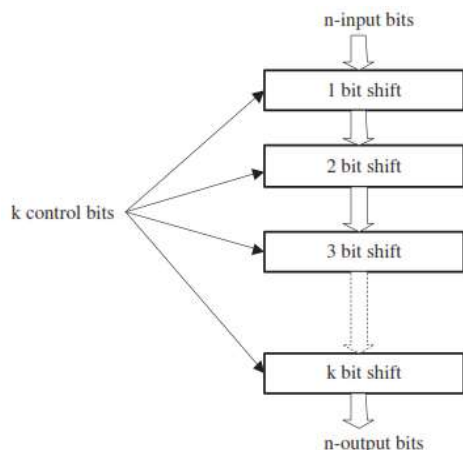 n-input bits
1 bit shift
2 bit shift
k control bits
3 bit shift
k bit shift
n-output bits